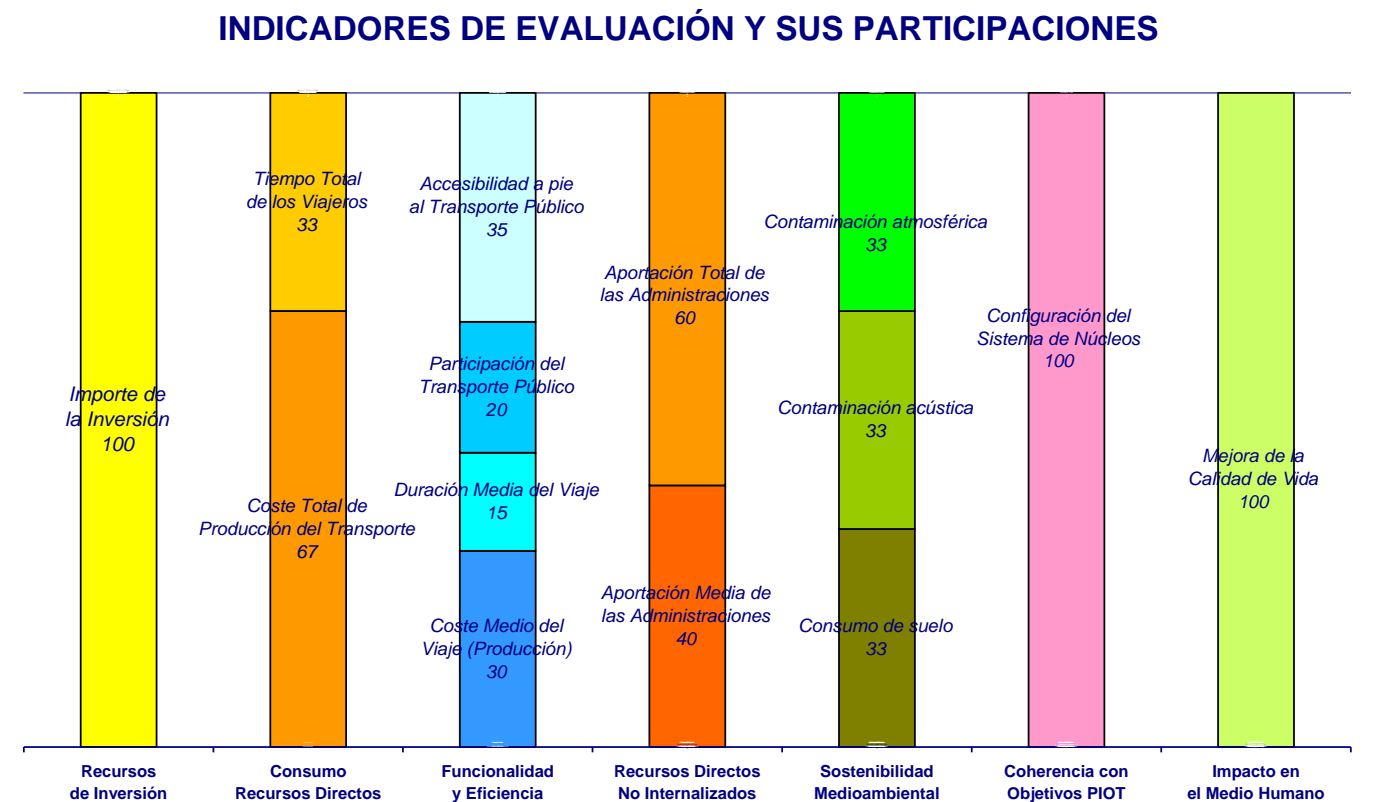 INDICADORES DE EVALUACIÓN Y SUS PARTICIPACIONES
Importe de
la Inversión
100
Tiempo Total
de los Viajeros
33
Coste Total de
Producción del Transporte
67
Accesibilidad a pie
al Transporte Público
35
Participación del
Transporte Público
20
Duración Media del Viaje
15
Coste Medio del
Viaje (Producción)
30
Aportación Total de
las Administraciones
60
Aportación Media de
las Administraciones
40
Contaminación atmosférica
33
Contaminación acústica
33
Consumo de suelo
33
Configuración del
Sistema de Núcleos
100
Mejora de la
Calidad de Vida
100
Recursos
de Inversión
Consumo
Recursos Directos
Funcionalidad
y Eficiencia
Recursos Directos
No Internalizados
Sostenibilidad
Medioambiental
Coherencia con
Objetivos PIOT
Impacto en
el Medio Humano